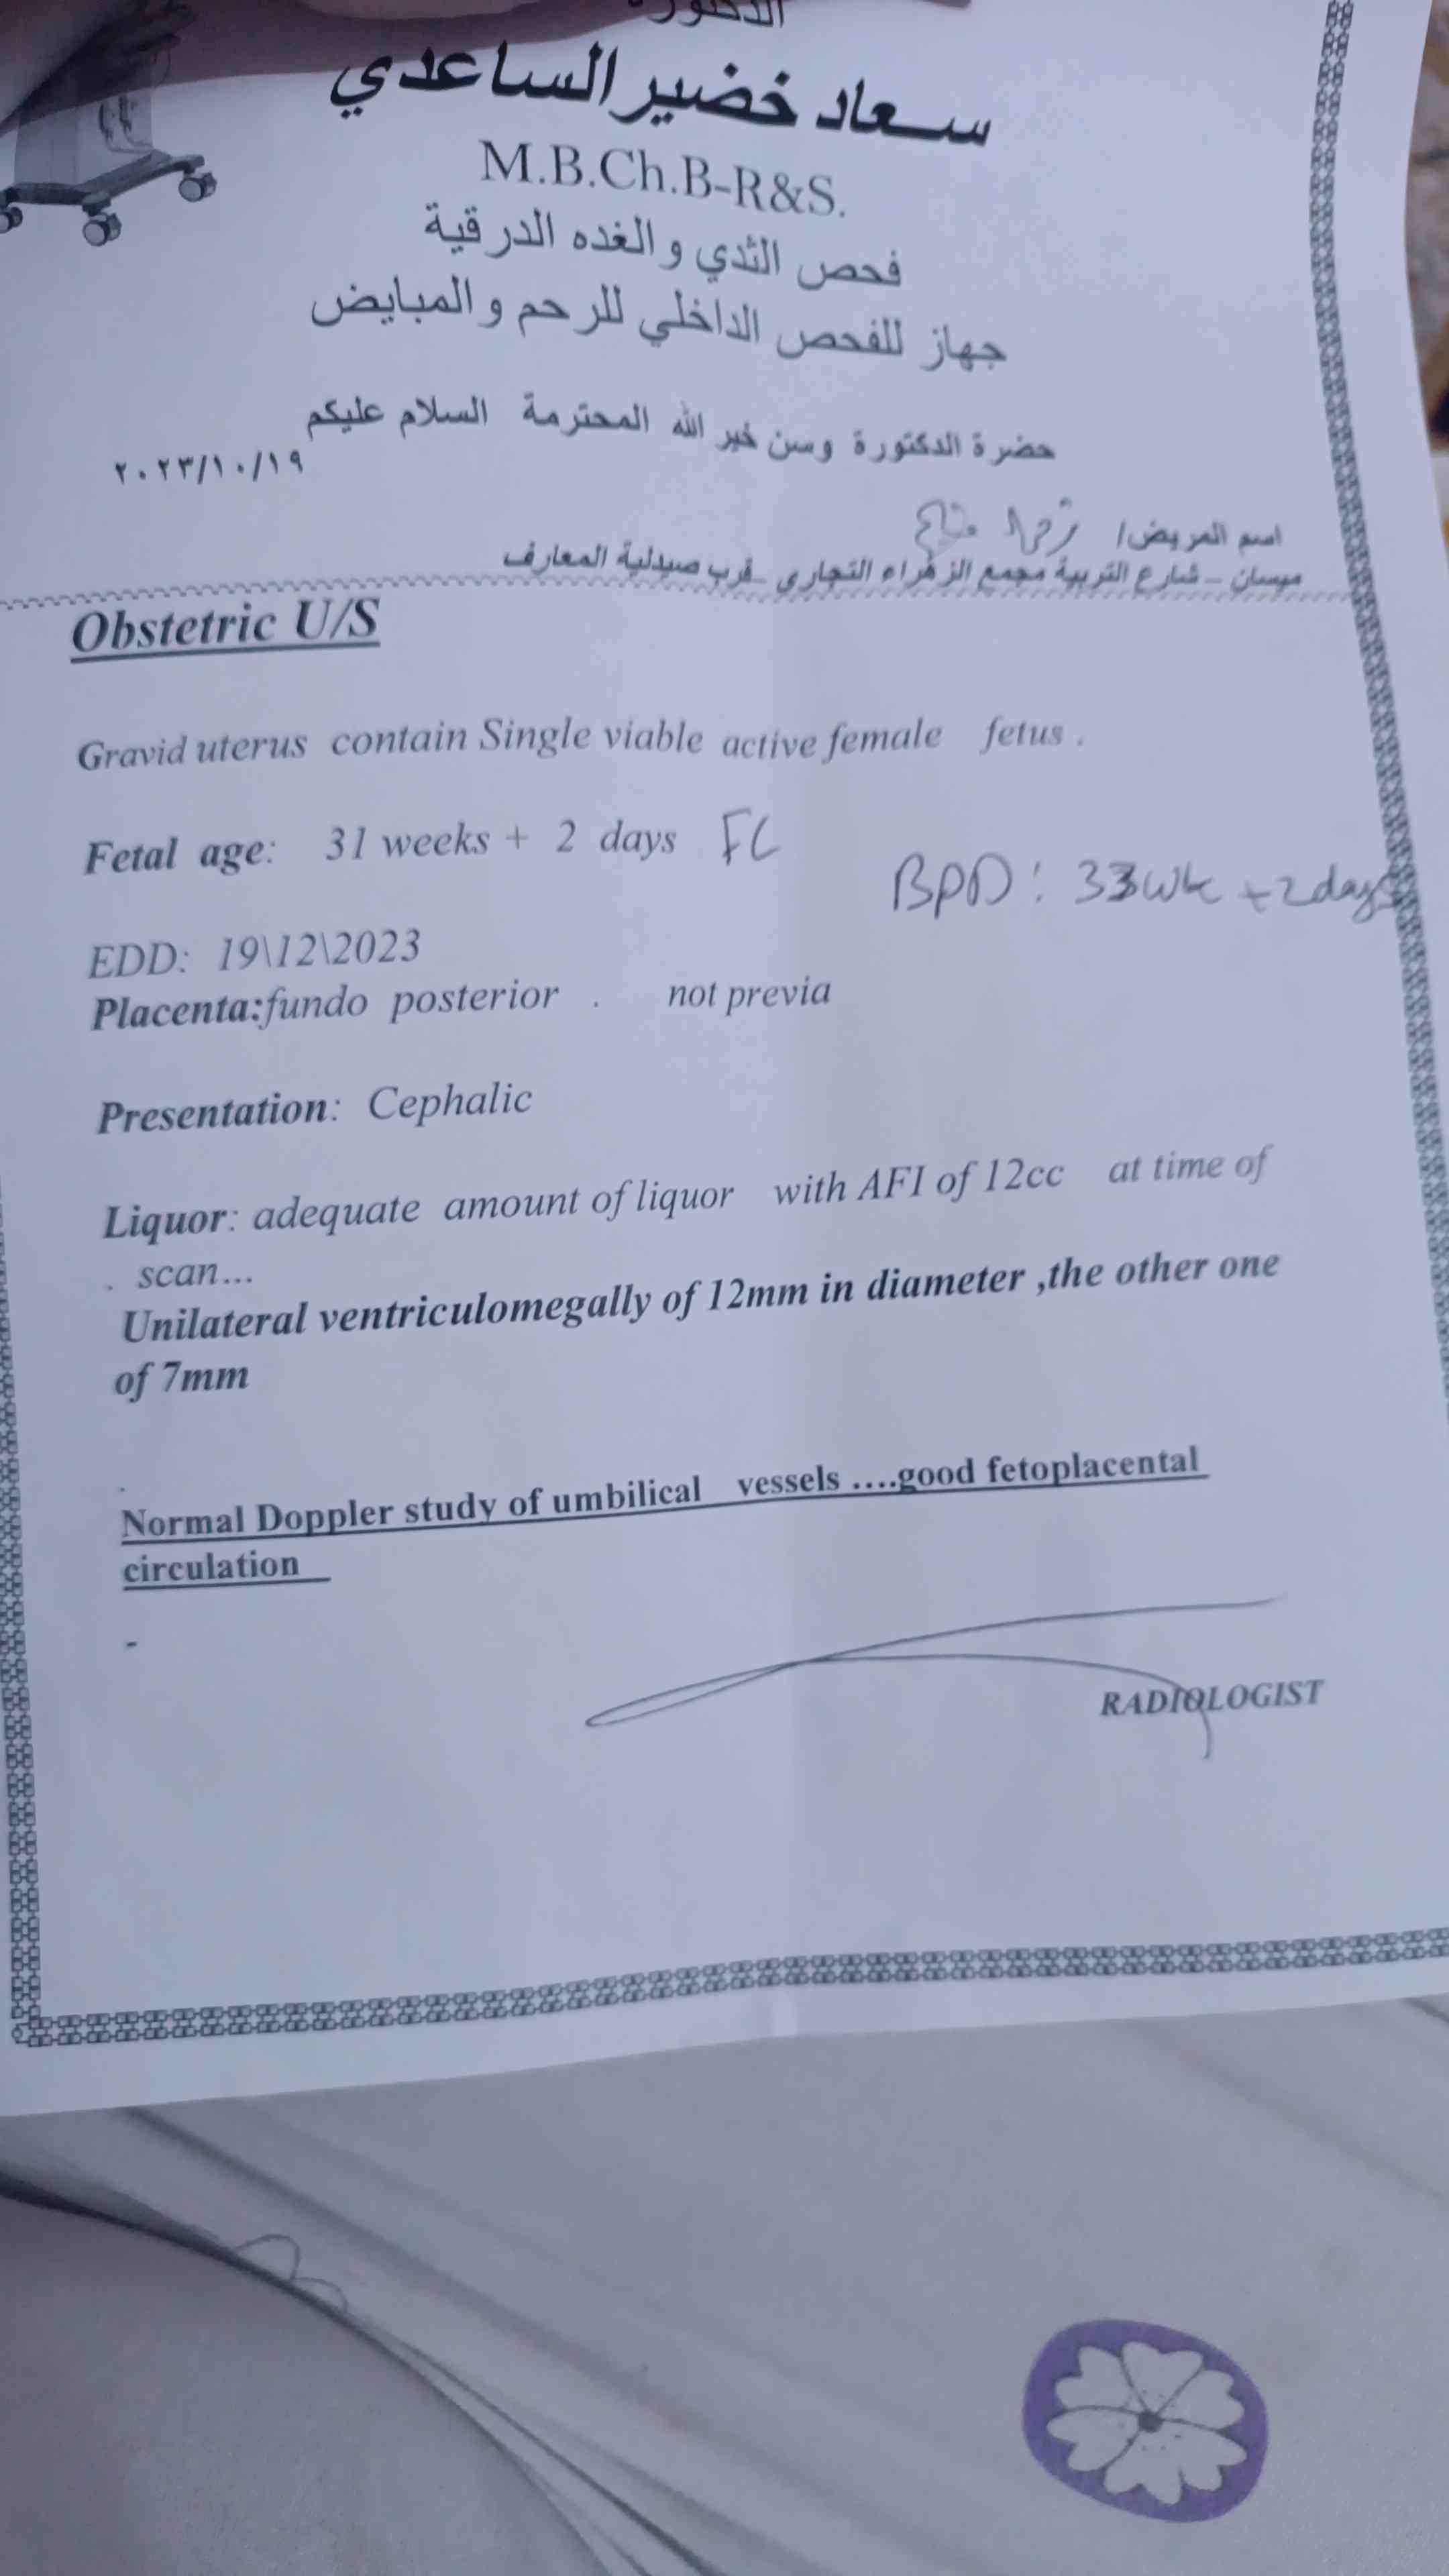 الدكتورة
سعاد خضير الساعدي
M.B.Ch.B-R&S.
فحص الثدي والغده الدرقية
جهاز للفحص الداخلي للرحم والمبايض
حضرة الدكتورة وسن خير الله المحترمة السلام عليكم
٢٠٢٣/١٠/١٩
اسم المريض/
ميسان – شارع التربية مجمع الزهراء التجاري – قرب صيدلية المعارف
Obstetric U/S
Gravid uterus contain Single viable active female fetus .
Fetal age: 31 weeks + 2 days FL
BPD : 33wk + 2days
EDD: 19\12\2023
Placenta:fundo posterior . not previa
Presentation: Cephalic
Liquor: adequate amount of liquor with AFI of 12cc at time of
. scan...
Unilateral ventriculomegally of 12mm in diameter ,the other one
of 7mm
.
Normal Doppler study of umbilical vessels ....good fetoplacental
circulation
-
RADIOLOGIST